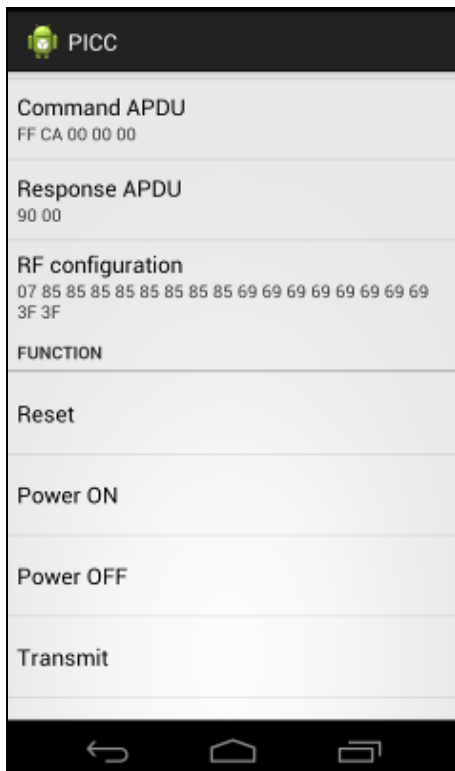 PICC
Command APDU
FF CA 00 00 00
Response APDU
90 00
RF configuration
07 85 85 85 85 85 85 85 85 69 69 69 69 69 69 69 69
3F 3F
FUNCTION
Reset
Power ON
Power OFF
Transmit